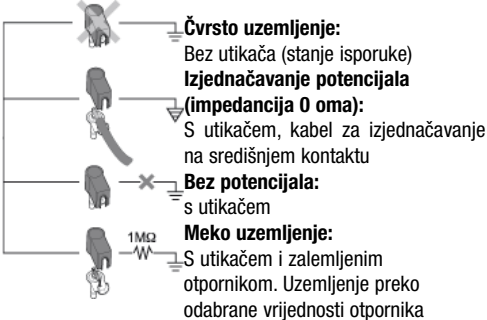 Čvrsto uzemljenje:
Bez utikača (stanje isporuke)
Izjednačavanje potencijala
(impedancija 0 oma):
S utikačem, kabel za izjednačavanje
na središnjem kontaktu
Bez potencijala:
s utikačem
Meko uzemljenje:
1MΩ
S utikačem i zalemljenim
otpornikom. Uzemljenje preko
odabrane vrijednosti otpornika